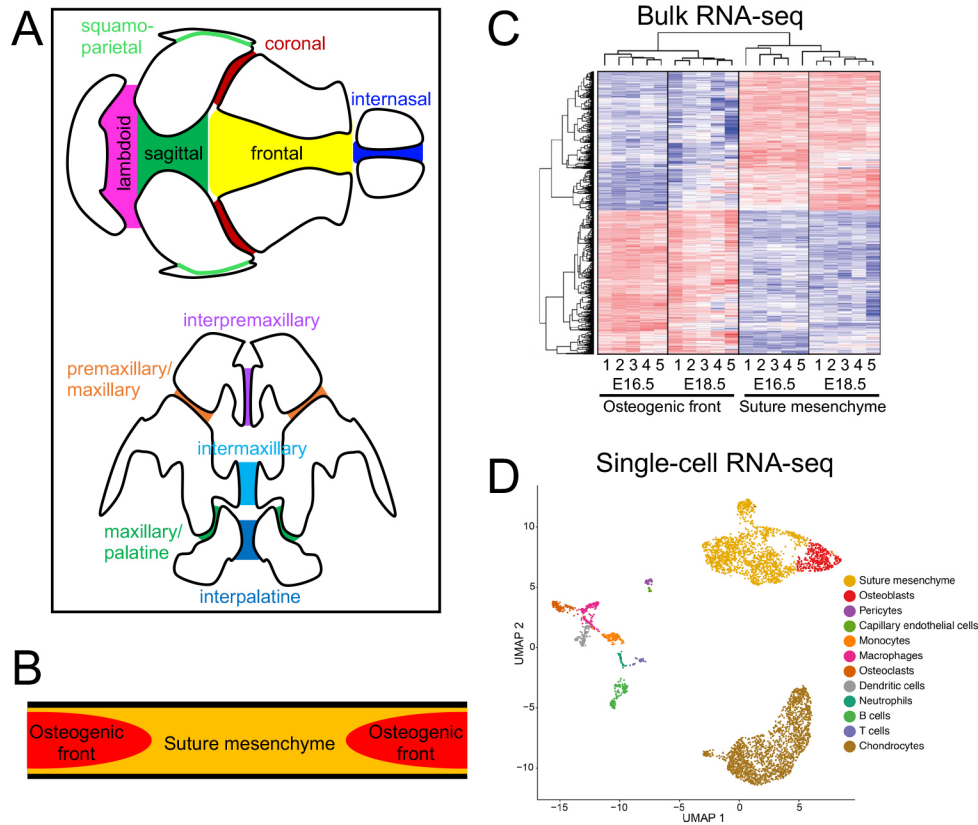 A
squamo-
parietal
coronal
internasal
lambdoid
sagittal
frontal
interpremaxillary
premaxillary/
maxillary
intermaxillary
maxillary/
palatine
interpalatine
B
Osteogenic
front
Suture mesenchyme
Osteogenic
front
C
Bulk RNA-seq
1 2 3 4 5 1 2 3 4 5 1 2 3 4 5 1 2 3 4 5
E16.5 E18.5 E16.5 E18.5
Osteogenic front Suture mesenchyme
D
Single-cell RNA-seq
UMAP 2
10
5
0
−5
−10
−15 −10 −5 0 5
UMAP 1
Suture mesenchyme
Osteoblasts
Pericytes
Capillary endothelial cells
Monocytes
Macrophages
Osteoclasts
Dendritic cells
Neutrophils
B cells
T cells
Chondrocytes